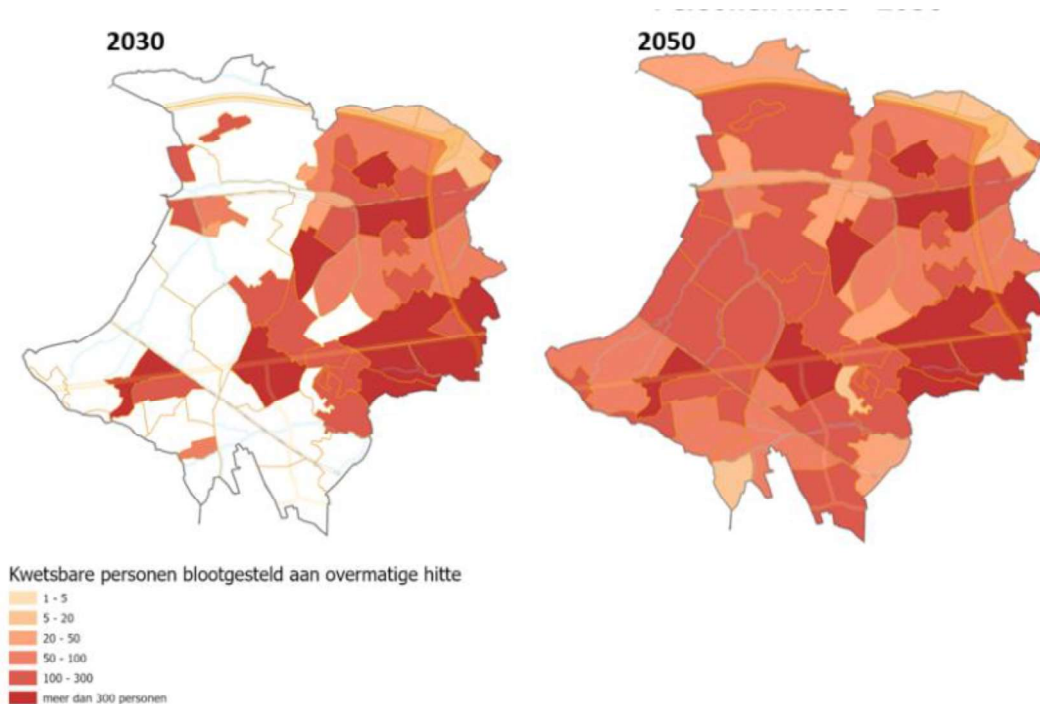 2030
2050
Kwetsbare personen blootgesteld aan overmatige hitte
1 - 5
5 - 20
20 - 50
50 - 100
100 - 300
meer dan 300 personen